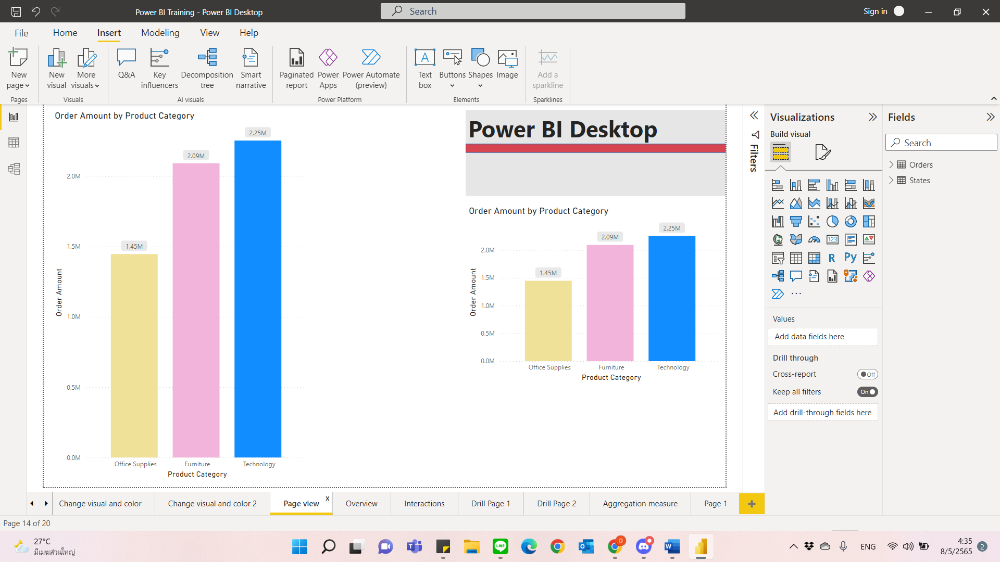 Power BI Training - Power BI Desktop
Search
Sign in
File
Home
Insert
Modeling
View
Help
New page
New visual
More visuals
Q&A
Key influencers
Decomposition tree
Smart narrative
Paginated report
Power Apps
Power Automate (preview)
Text box
Buttons
Shapes
Image
Add a sparkline
Pages
Visuals
AI visuals
Power Platform
Elements
Sparklines
Order Amount by Product Category
2.25M
2.09M
1.45M
2.0M
1.5M
1.0M
0.5M
0.0M
Order Amount
Office Supplies
Furniture
Technology
Product Category
Power BI Desktop
Order Amount by Product Category
2.25M
2.09M
1.45M
2.0M
1.5M
1.0M
0.5M
0.0M
Order Amount
Office Supplies
Furniture
Technology
Product Category
Filters
Visualizations
Build visual
123
R
Py
...
Values
Add data fields here
Drill through
Cross-report
Off
Keep all filters
On
Add drill-through fields here
Fields
Search
Orders
States
Change visual and color
Change visual and color 2
Page view
x
Overview
Interactions
Drill Page 1
Drill Page 2
Aggregation measure
Page 1
Page 14 of 20
27°C
มีเมฆส่วนใหญ่
LINE
0
ENG
4:35
8/5/2565
2